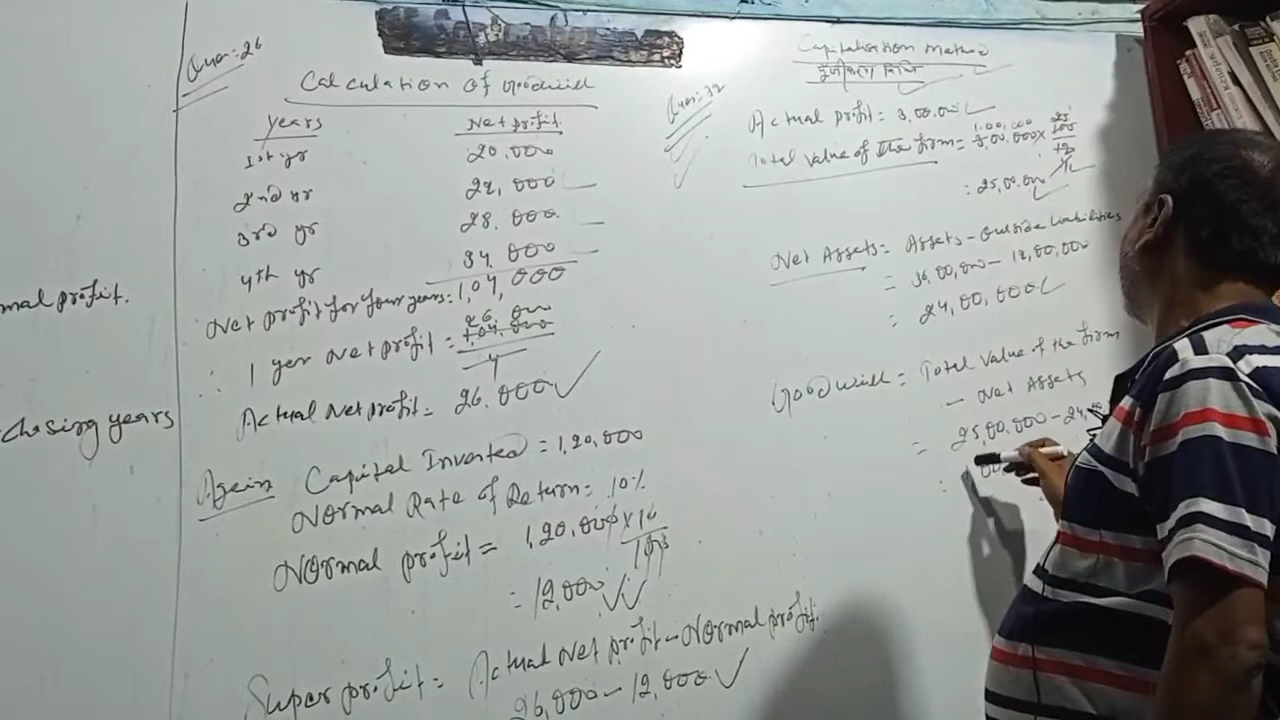 mal profit.
chasing years
Ques: 26
Calculation of Goodwill
Years Net profit
1st yr 20,000
2nd yr 22,000
3rd yr 28,000
4th yr 34,000
Net profit for four years = 1,04,000
26,000
∴ 1 year Net profit = 1,04,000
4
Actual Net profit = 26,000 ✓
Again Capital Invested = 1,20,000
Normal Rate of Return = 10%
Normal profit = 1,20,000 × 10
100
= 12,000 ✓✓
Super profit = Actual Net profit - Normal profit.
26,000 - 12,000 ✓
Ques: 32
Capitalisation Method
पूंजीकरण विधि
Actual profit = 3,00,000
1,00,000 25
Total value of the firm = 3,00,000 × 100
12
= 25,00,000
Net Assets = Assets - Outside liabilities
= 36,00,000 - 12,00,000
= 24,00,000
Goodwill = Total value of the firm
- Net Assets
= 25,00,000 - 24,00
=